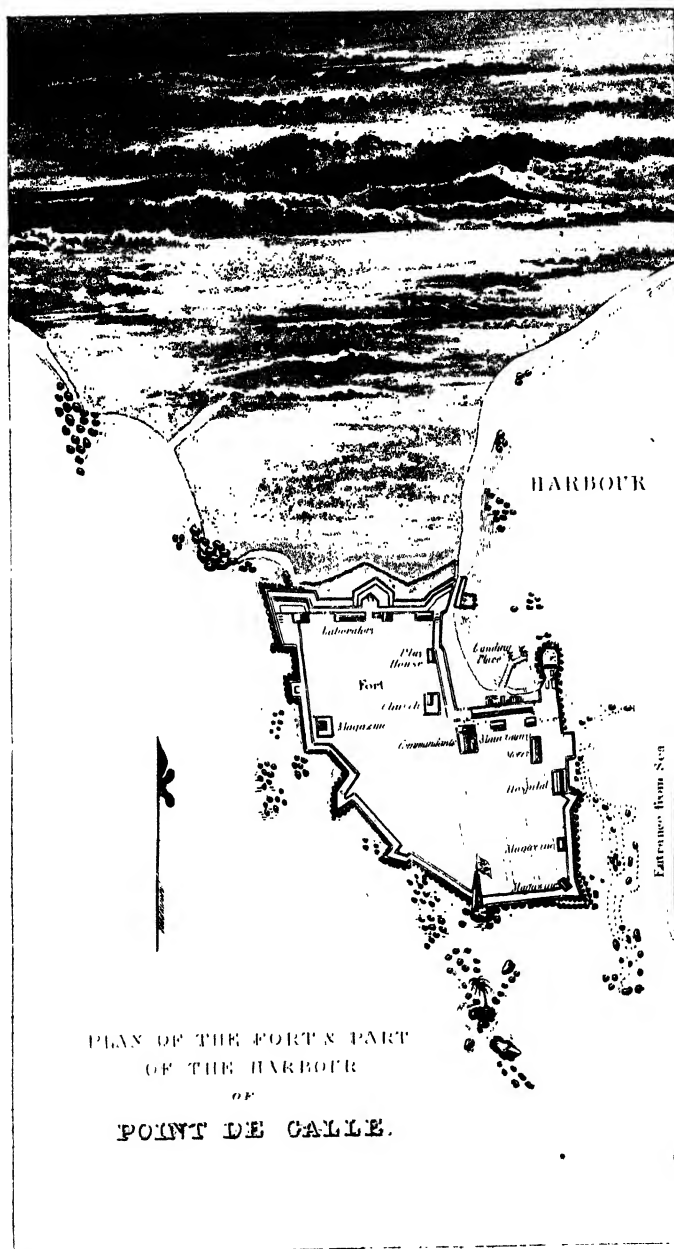 HARBOUR
Laboratory
Play
House
Landing
Place
Fort
Church
Magazine
Commandants
Hospital
Magazine
Magazine
Entrance from Sea
PLAN OF THE FORT & PART
OF THE HARBOUR
OF
POINT DE GALLE.